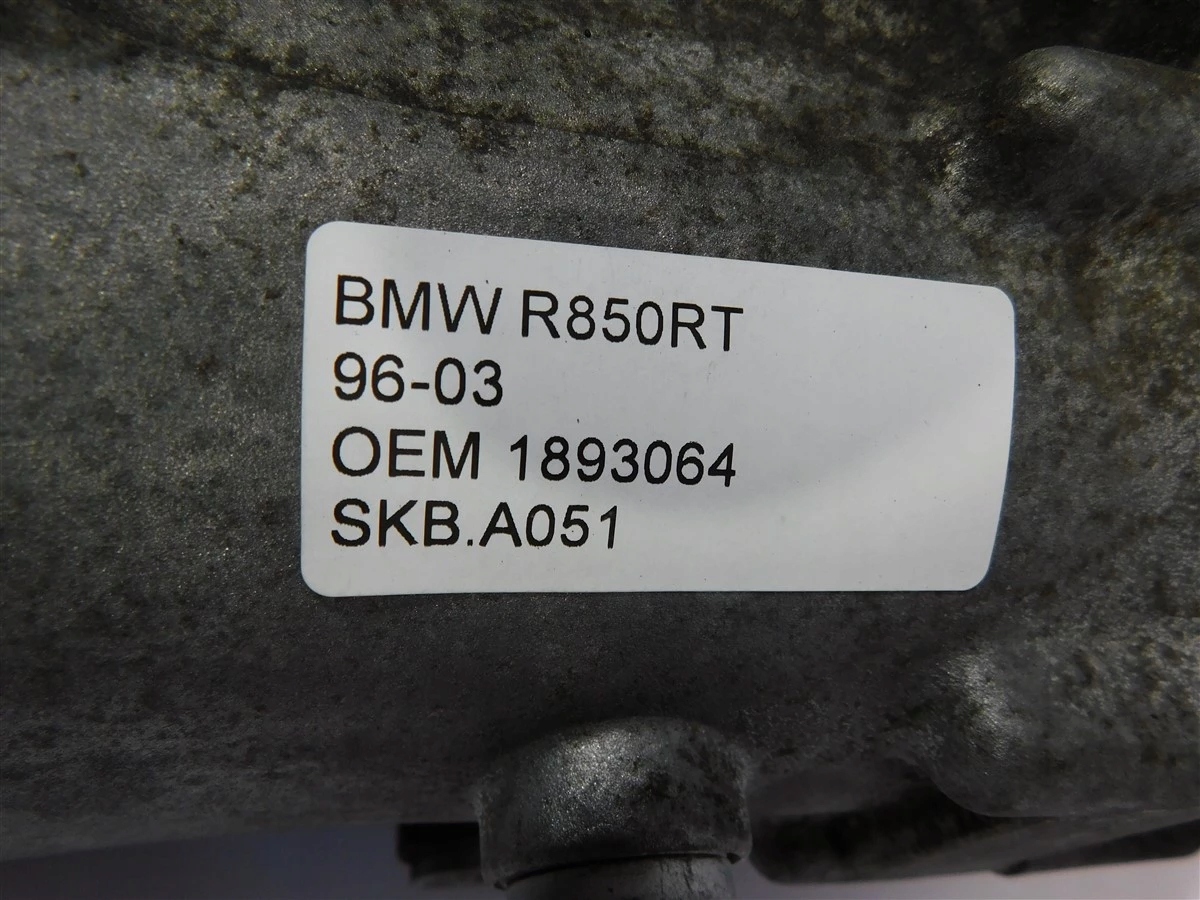 BMW R850RT
96-03
OEM 1893064
SKB.A051